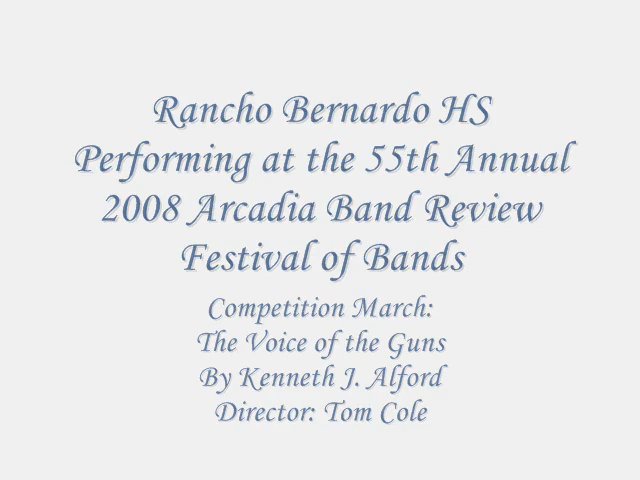 Rancho Bernardo HS
Performing at the 55th Annual
2008 Arcadia Band Review
Festival of Bands
Competition March:
The Voice of the Guns
By Kenneth J. Alford
Director: Tom Cole